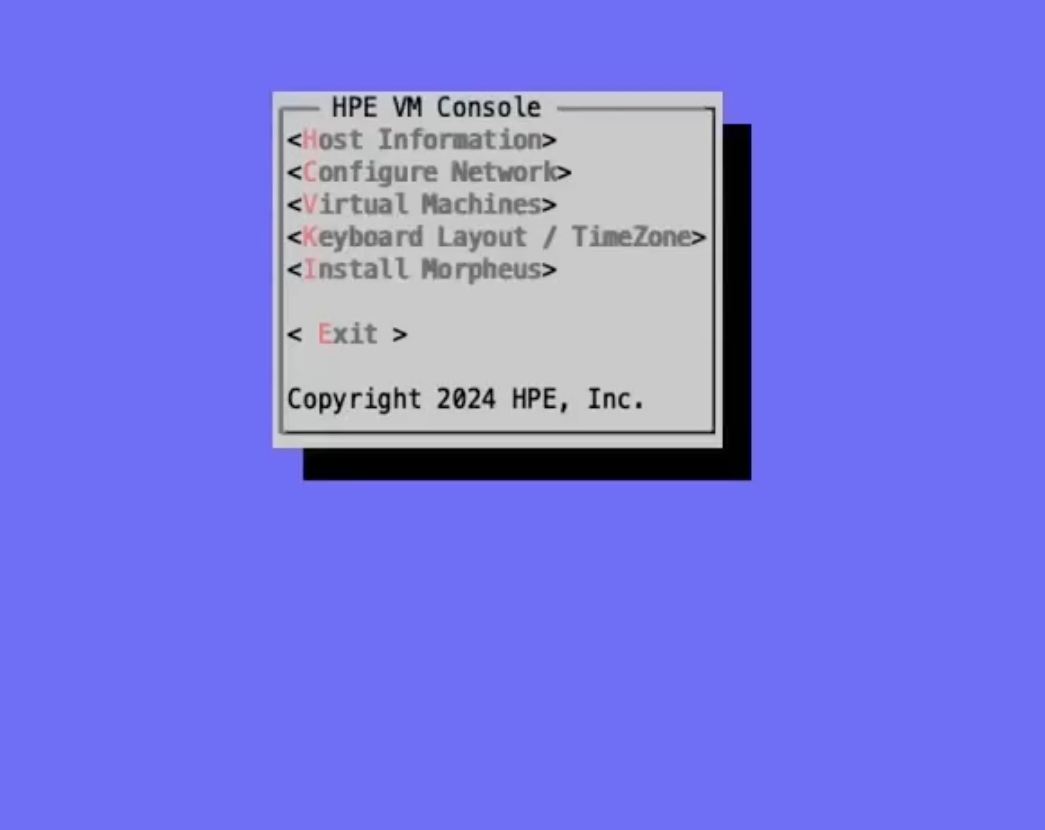 HPE VM Console
<Host Information>
<Configure Network>
<Virtual Machines>
<Keyboard Layout / TimeZone>
<Install Morpheus>
< Exit >
Copyright 2024 HPE, Inc.